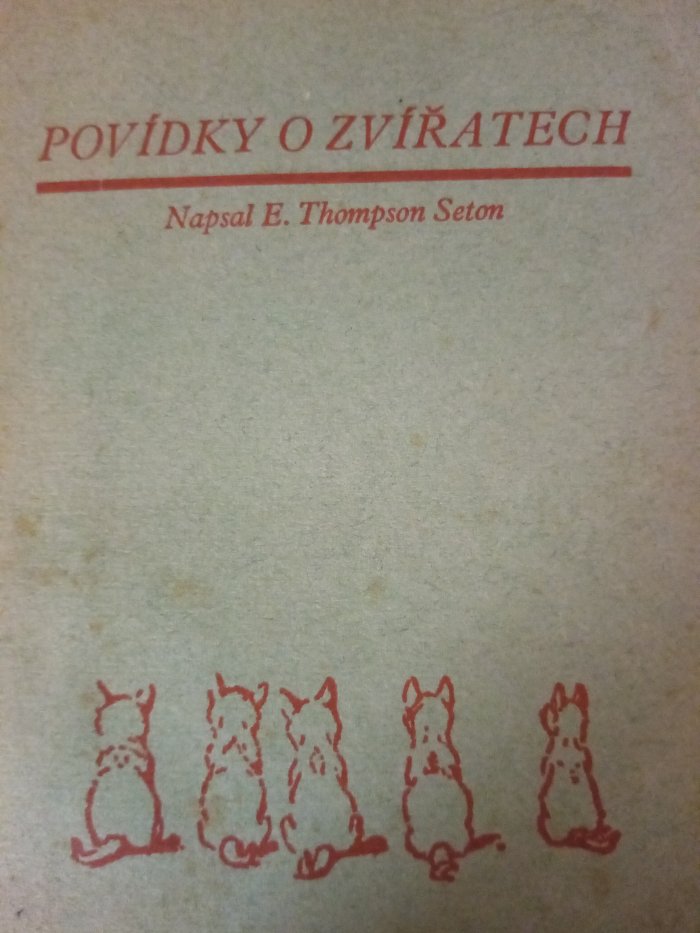 POVÍDKY O ZVÍŘATECH
Napsal E. Thompson Seton